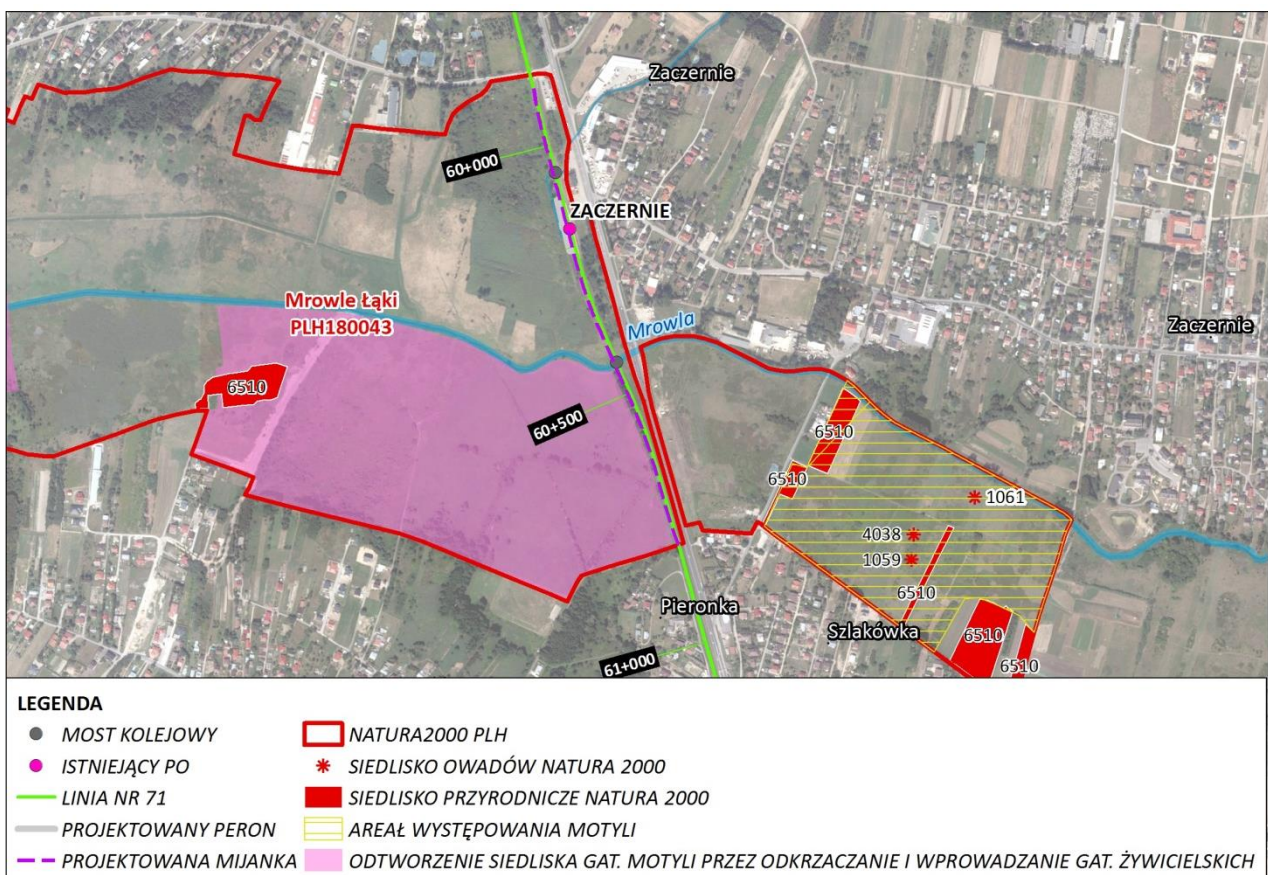 Zaczernie
60+000
ZACZERNIE
Mrowle Łąki
PLH180043
Mrowla
Zaczernie
6510
60+500
6510
6510
1061
4038
1059
6510
Pieronka
Szlakówka
6510
6510
61+000
LEGENDA
MOST KOLEJOWY
ISTNIEJĄCY PO
LINIA NR 71
PROJEKTOWANY PERON
PROJEKTOWANA MIJANKA
NATURA2000 PLH
SIEDLISKO OWADÓW NATURA 2000
SIEDLISKO PRZYRODNICZE NATURA 2000
AREAŁ WYSTĘPOWANIA MOTYLI
ODTWORZENIE SIEDLISKA GAT. MOTYLI PRZEZ ODKRZACZANIE I WPROWADZANIE GAT. ŻYWICIELSKICH